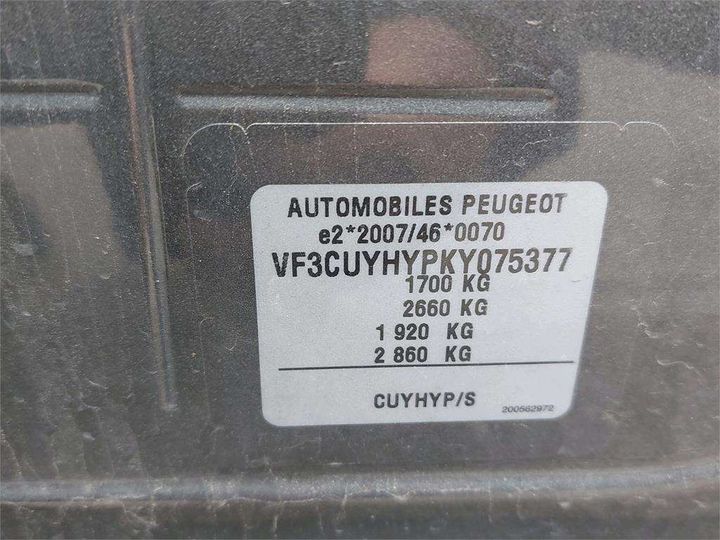 AUTOMOBILES PEUGEOT
e2*2007/46*0070
VF3CUYHYPKY075377
1700 KG
2660 KG
1 920 KG
2 860 KG
CUYHYP/S
200562972